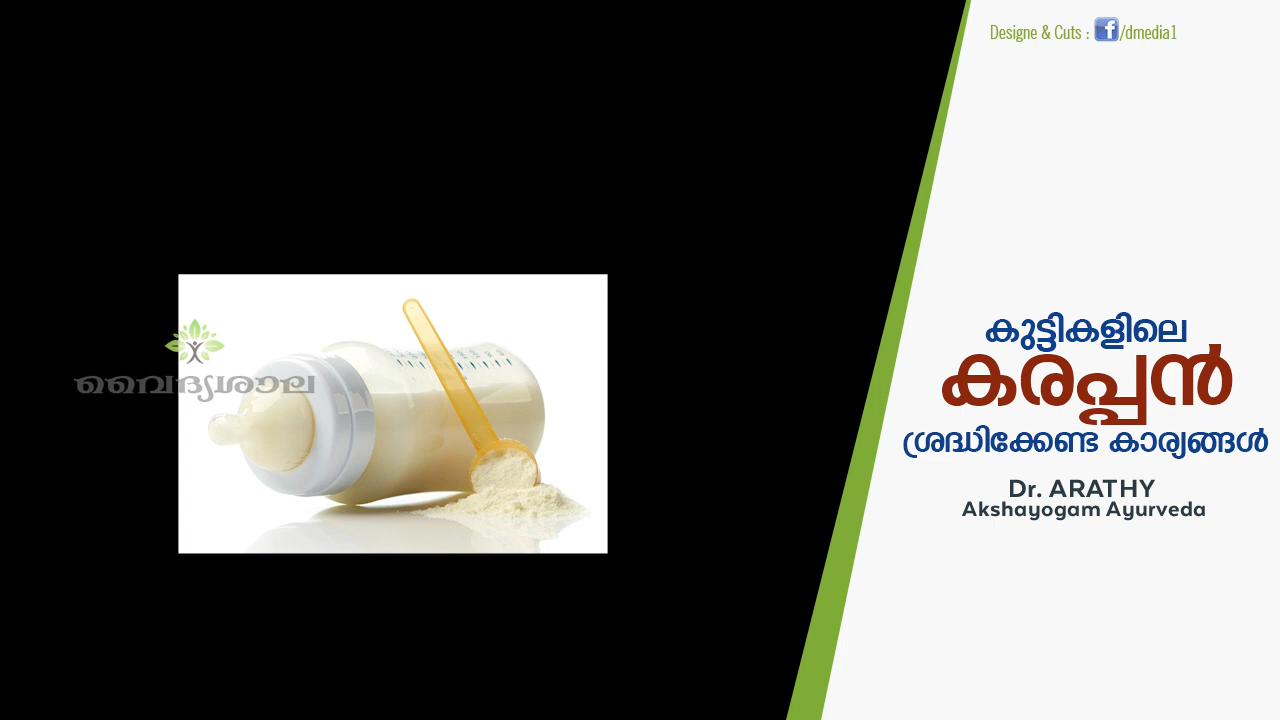 Designe & Cuts : f/dmedia1
വൈദ്യശാല
കുട്ടികളിലെ
കരപ്പൻ
ശ്രദ്ധിക്കേണ്ട കാര്യങ്ങൾ
Dr. ARATHY
Akshayogam Ayurveda